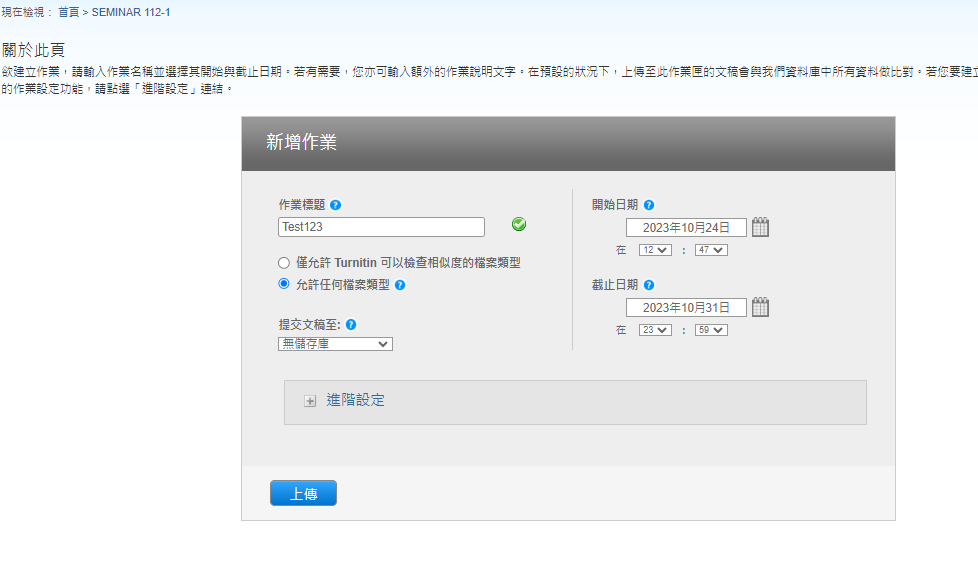 現在檢視： 首頁 > SEMINAR 112-1
關於此頁
欲建立作業，請輸入作業名稱並選擇其開始與截止日期。若有需要，您亦可輸入額外的作業說明文字。在預設的狀況下，上傳至此作業匣的文稿會與我們資料庫中所有資料做比對。若您要建立
的作業設定功能，請點選「進階設定」連結。
新增作業
作業標題 ?
Test123
僅允許 Turnitin 可以檢查相似度的檔案類型
允許任何檔案類型 ?
提交文稿至: ?
無儲存庫
開始日期 ?
2023年10月24日
在 12 : 47
截止日期 ?
2023年10月31日
在 23 : 59
進階設定
上傳